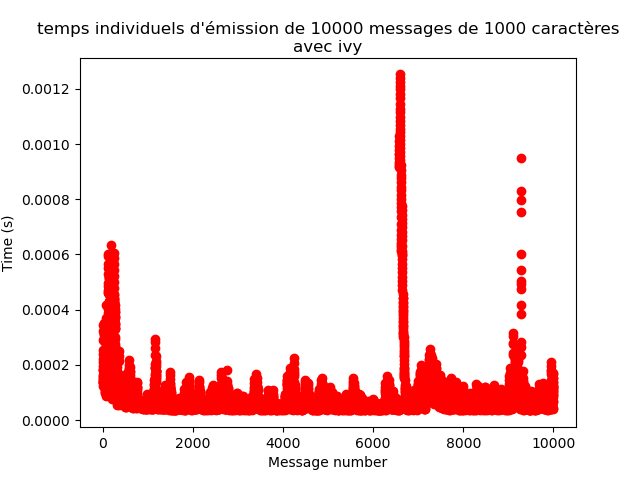 temps individuels d'émission de 10000 messages de 1000 caractères
avec ivy
0.0012
0.0010
0.0008
0.0006
0.0004
0.0002
0.0000
Time (s)
0 2000 4000 6000 8000 10000
Message number